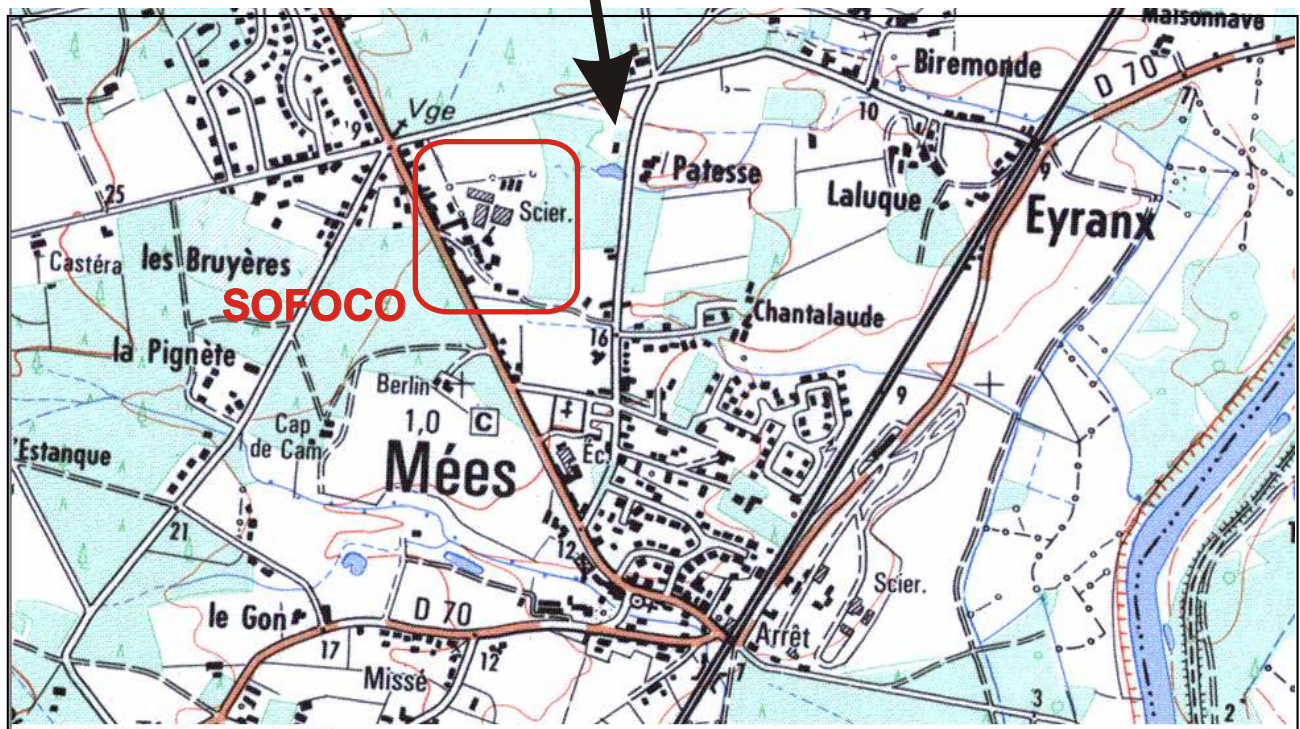 Maisonnave
Biremonde
D 70
7
Vge
9
10
9
Scier.
Patesse
Laluque
Eyranx
25
Castéra
les Bruyères
SOFOCO
Chantalaude
16
la Pignète
Berlin
1,0
C
9
Cap
de Cam
'Estanque
Mées
Éc.
21
12
Scier.
le Gon
D 70
17
12
Missé
Arrêt
7
3
2